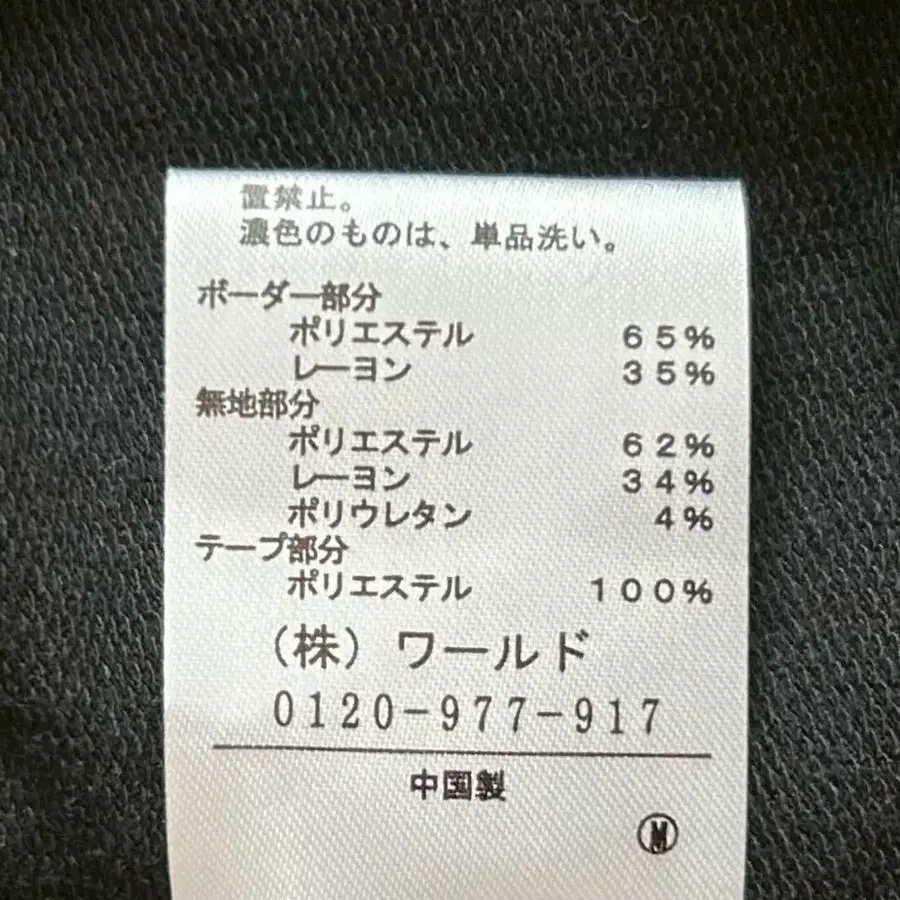 置禁止。
濃色のものは、単品洗い。
ボーダー部分
ポリエステル 65%
レーヨン 35%
無地部分
ポリエステル 62%
レーヨン 34%
ポリウレタン 4%
テープ部分
ポリエステル 100%
(株)ワールド
0120-977-917
中国製
Ⓜ